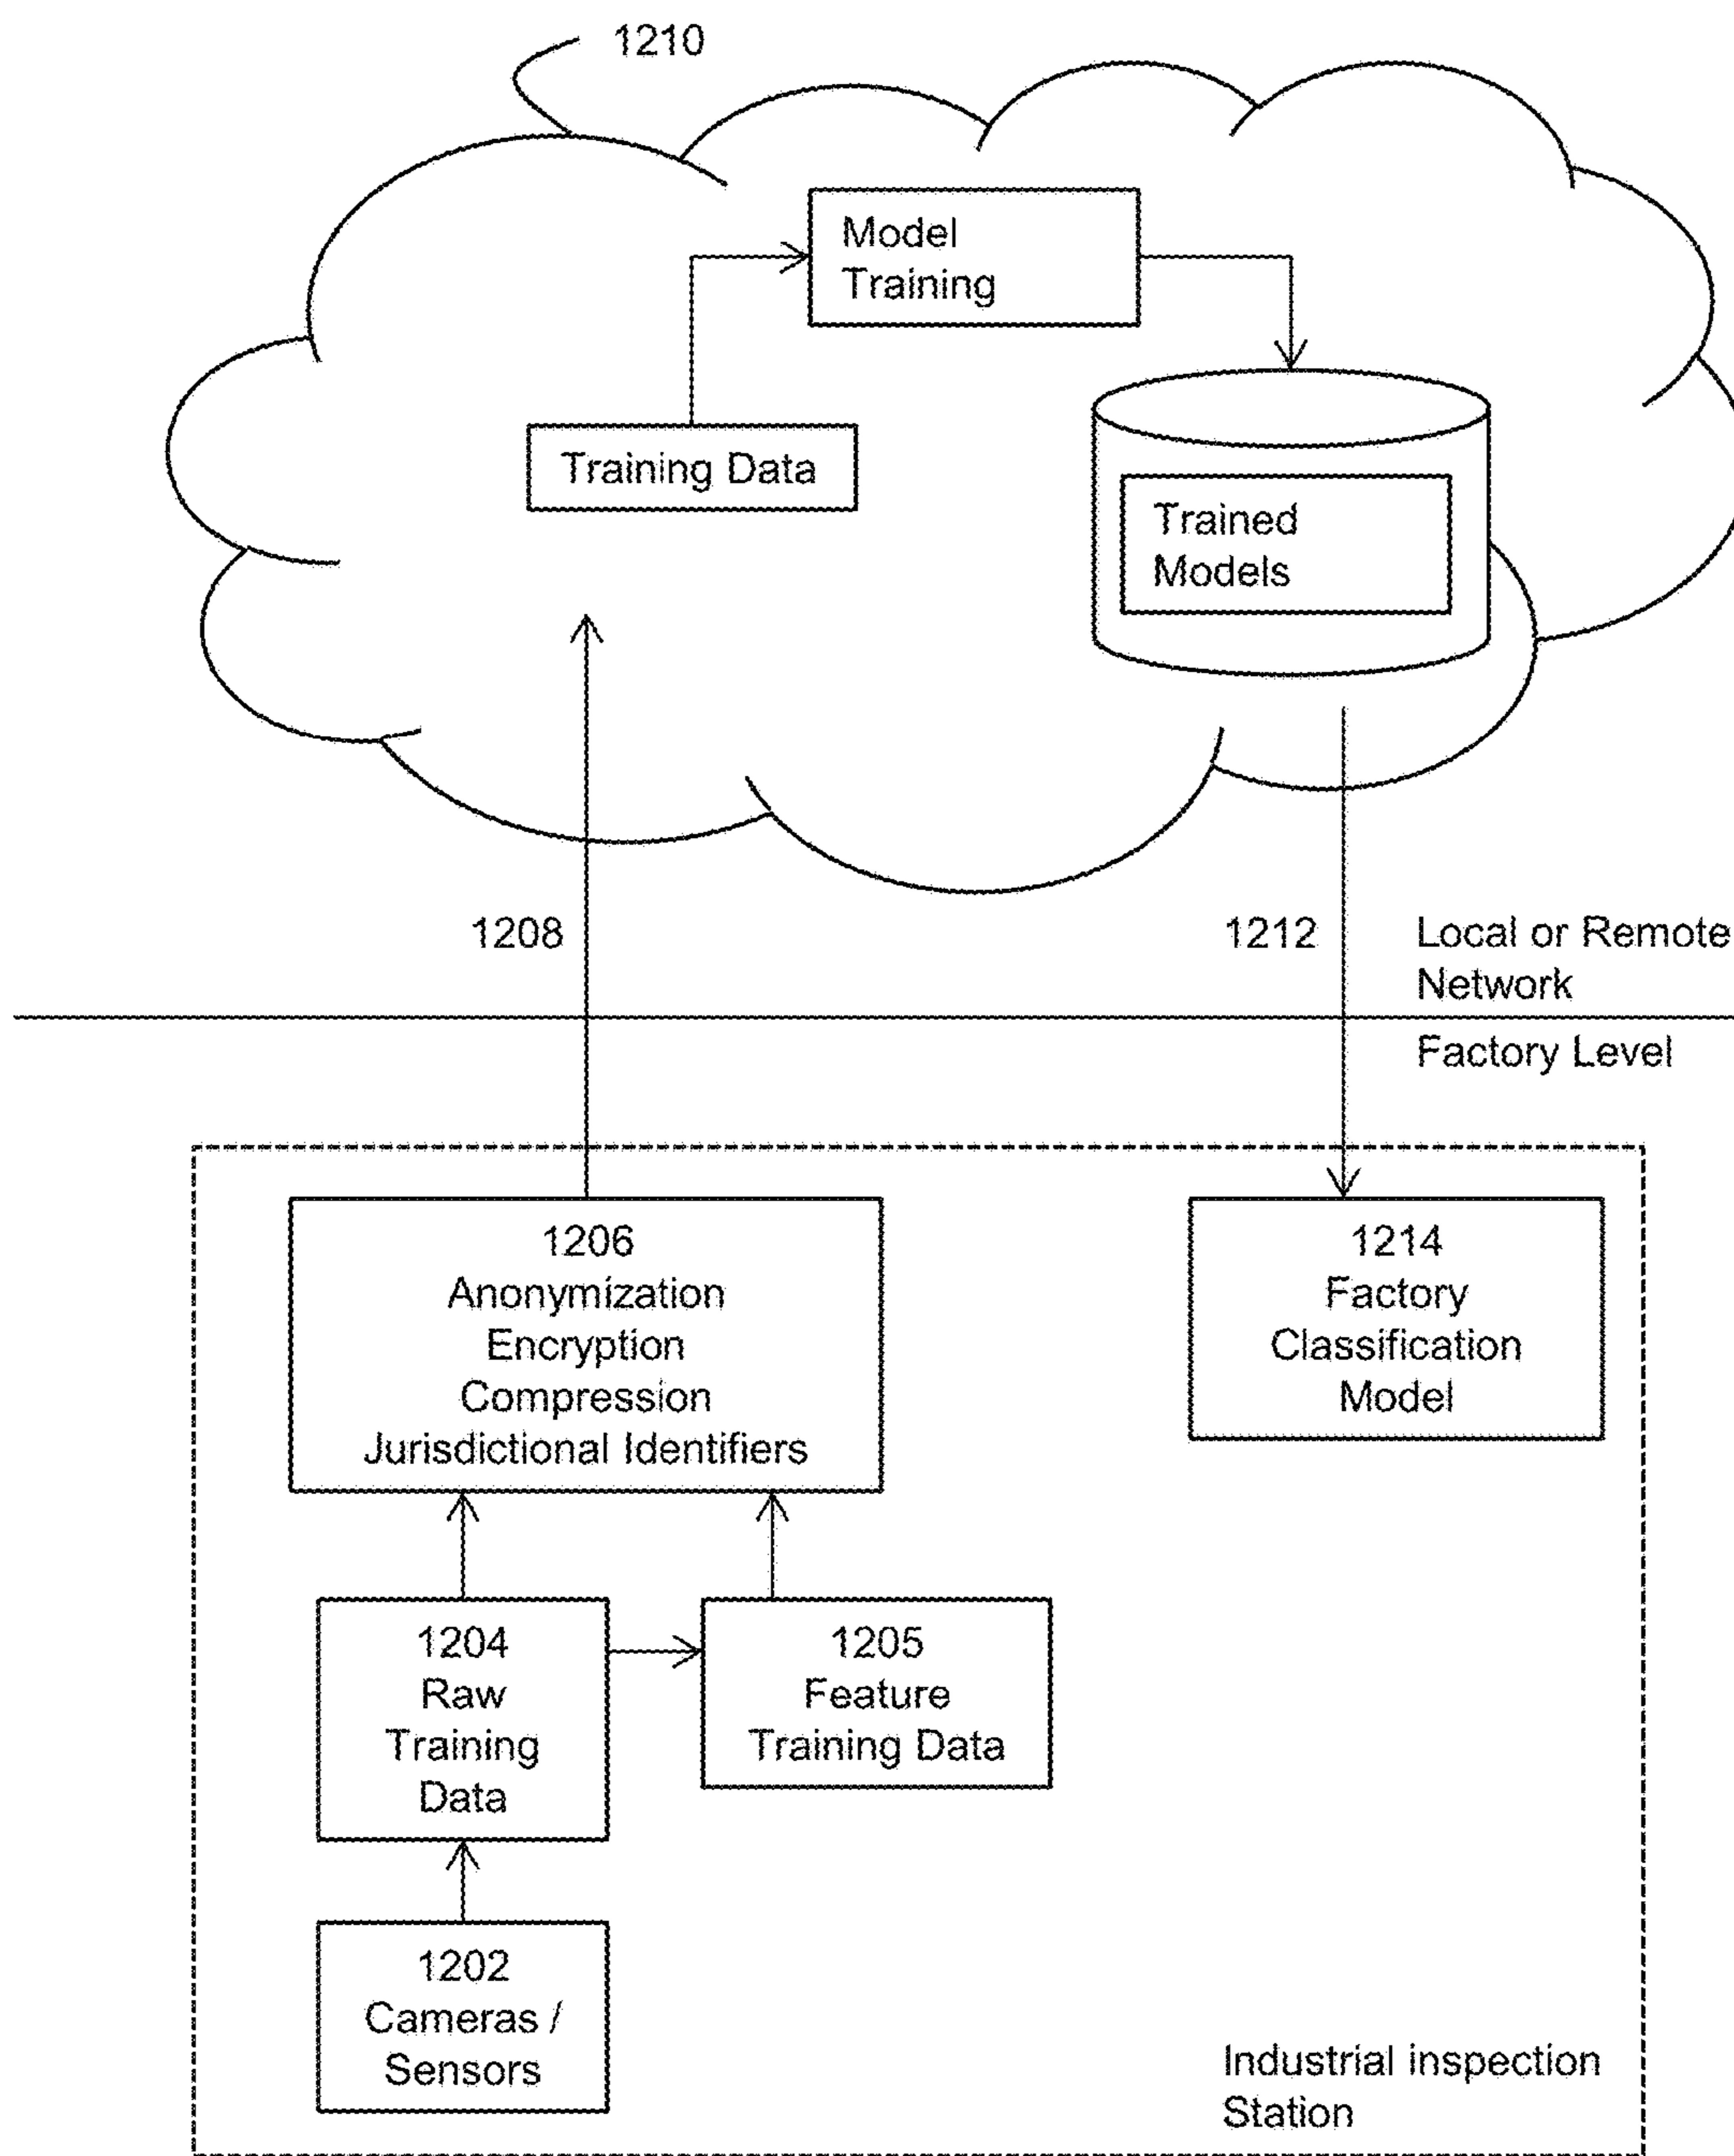 1210
Model
Training
Training Data
Trained
Models
1208
1212
Local or Remote
Network
Factory Level
1206
Anonymization
Encryption
Compression
Jurisdictional Identifiers
1214
Factory
Classification
Model
1204
Raw
Training
Data
1205
Feature
Training Data
1202
Cameras /
Sensors
Industrial inspection
Station